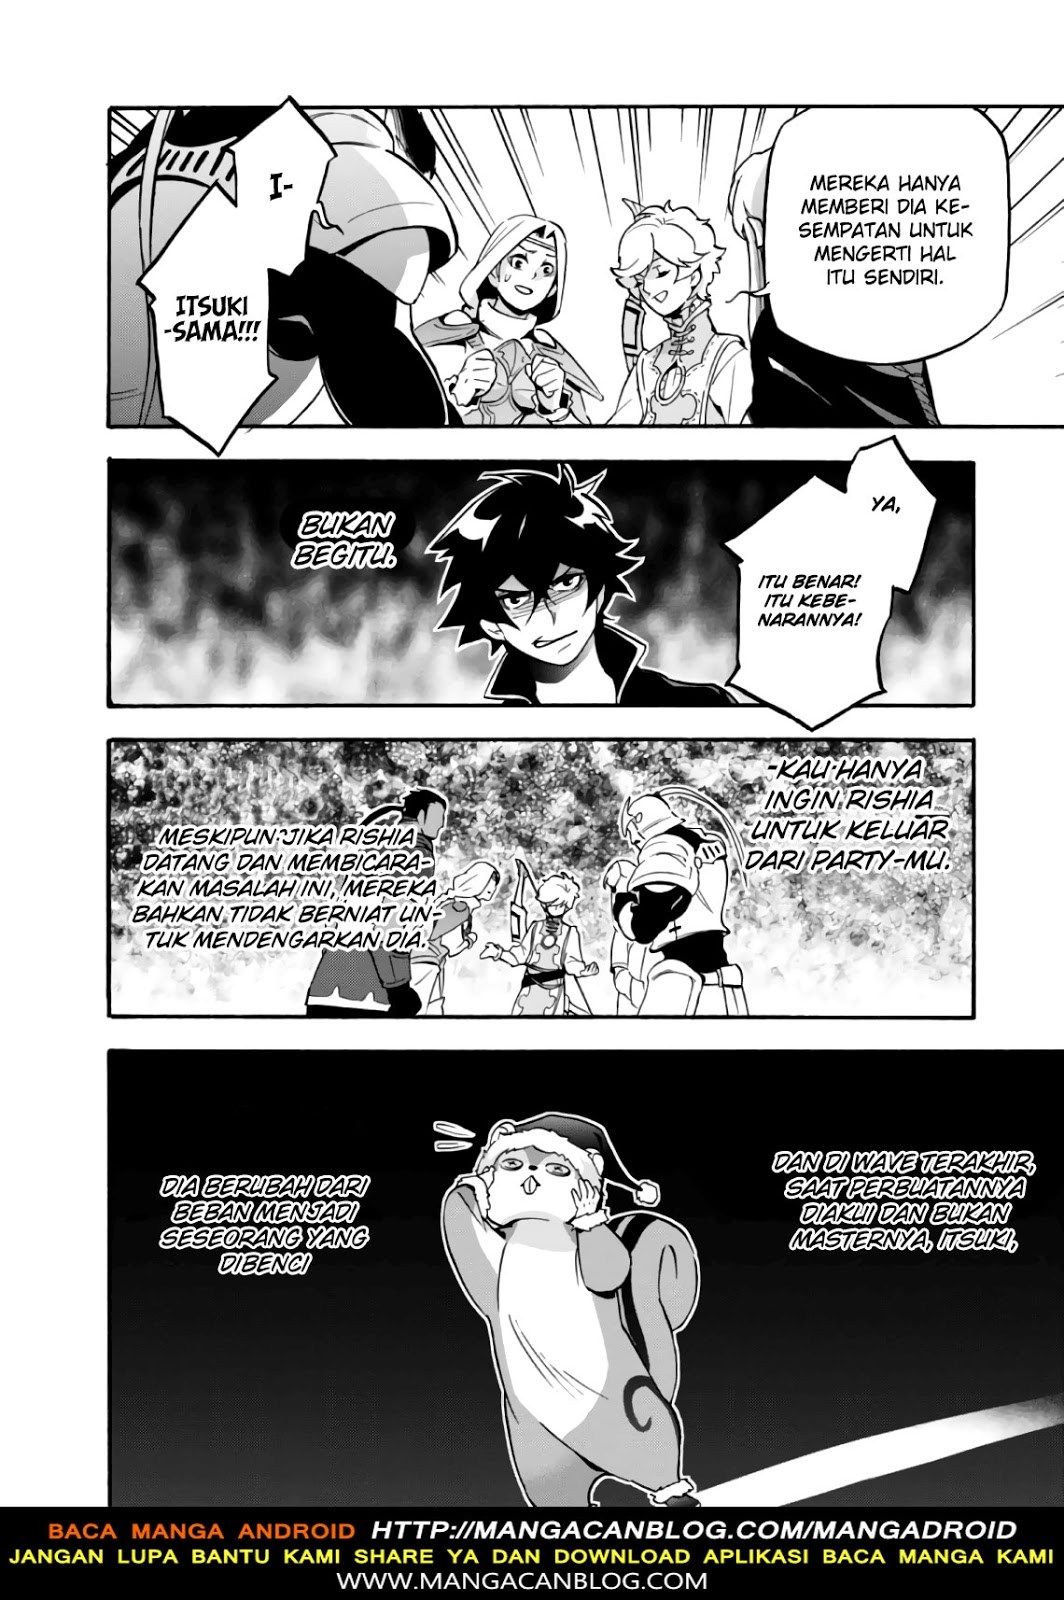 MEREKA HANYA
MEMBERI DIA KE-
SEMPATAN UNTUK
MENGERTI HAL
ITU SENDIRI.
I-
ITSUKI
-SAMA!!!
YA,
ITU BENAR!
ITU KEBE-
NARANNYA!
BUKAN
BEGITU.
-KAU HANYA
INGIN RISHIA
UNTUK KELUAR
DARI PARTY-MU.
MESKIPUN JIKA RISHIA
DATANG DAN MEMBICARA-
KAN MASALAH INI, MEREKA
BAHKAN TIDAK BERNIAT UN-
TUK MENDENGARKAN DIA.
DAN DI WAVE TERAKHIR,
SAAT PERBUATANNYA
DIAKUI DAN BUKAN
MASTERNYA, ITSUKI,
DIA BERUBAH DARI
BEBAN MENJADI
SESEORANG YANG
DIBENCI
BACA MANGA ANDROID HTTP://MANGACANBLOG.COM/MANGADROID
JANGAN LUPA BANTU KAMI SHARE YA DAN DOWNLOAD APLIKASI BACA MANGA KAMI
WWW.MANGACANBLOG.COM